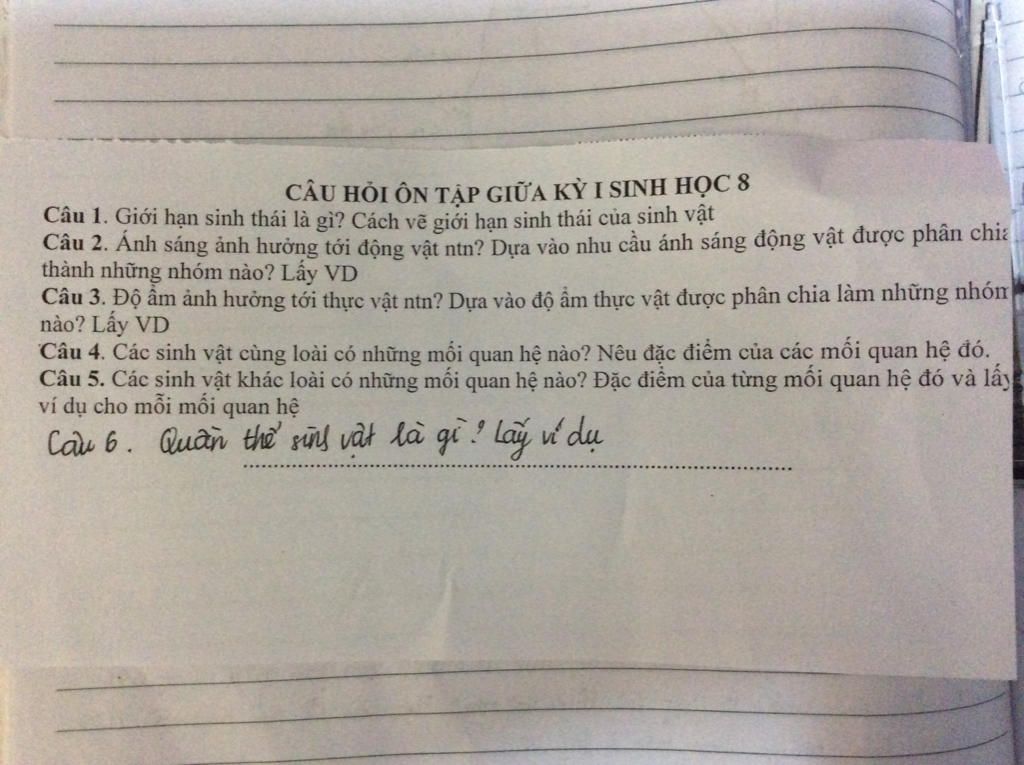 CÂU HỎI ÔN TẬP GIỮA KỲ I SINH HỌC 8
Câu 1. Giới hạn sinh thái là gì? Cách vẽ giới hạn sinh thái của sinh vật
Câu 2. Ánh sáng ảnh hưởng tới động vật ntn? Dựa vào nhu cầu ánh sáng động vật được phân chia
thành những nhóm nào? Lấy VD
Câu 3. Độ ẩm ảnh hưởng tới thực vật ntn? Dựa vào độ ẩm thực vật được phân chia làm những nhóm
nào? Lấy VD
Câu 4. Các sinh vật cùng loài có những mối quan hệ nào? Nêu đặc điểm của các mối quan hệ đó.
Câu 5. Các sinh vật khác loài có những mối quan hệ nào? Đặc điểm của từng mối quan hệ đó và lấy
ví dụ cho mỗi mối quan hệ
Câu 6. Quần thể sinh vật là gì? Lấy ví dụ